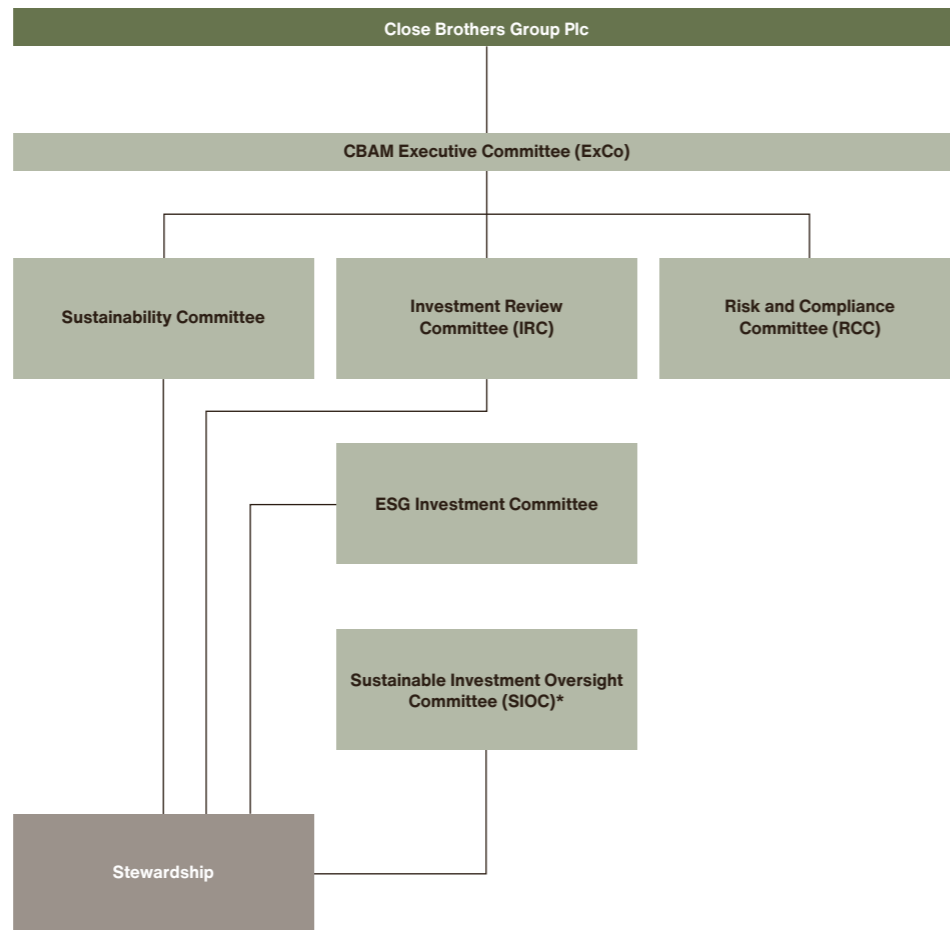 Close Brothers Group Plc
CBAM Executive Committee (ExCo)
Sustainability Committee
Investment Review
Committee (IRC)
Risk and Compliance
Committee (RCC)
ESG Investment Committee
Sustainable Investment Oversight
Committee (SIOC)*
Stewardship